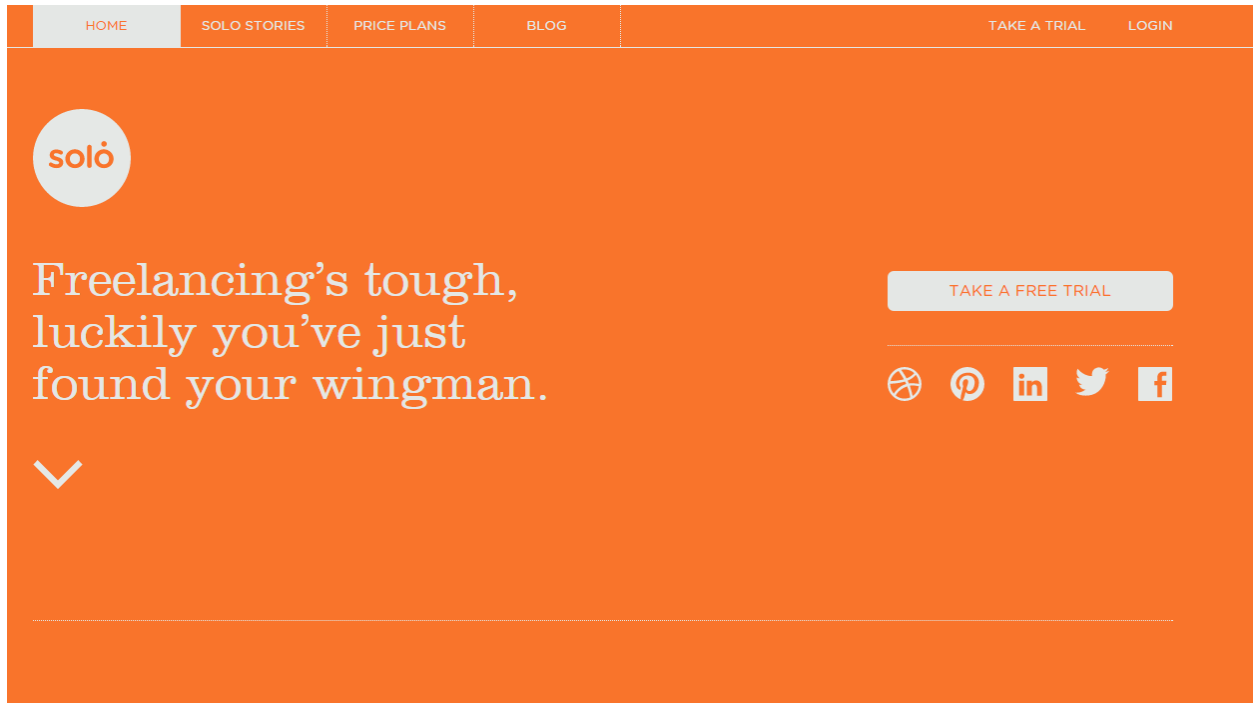 HOME SOLO STORIES PRICE PLANS BLOG TAKE A TRIAL LOGIN
solo
Freelancing’s tough,
luckily you’ve just
found your wingman.
TAKE A FREE TRIAL